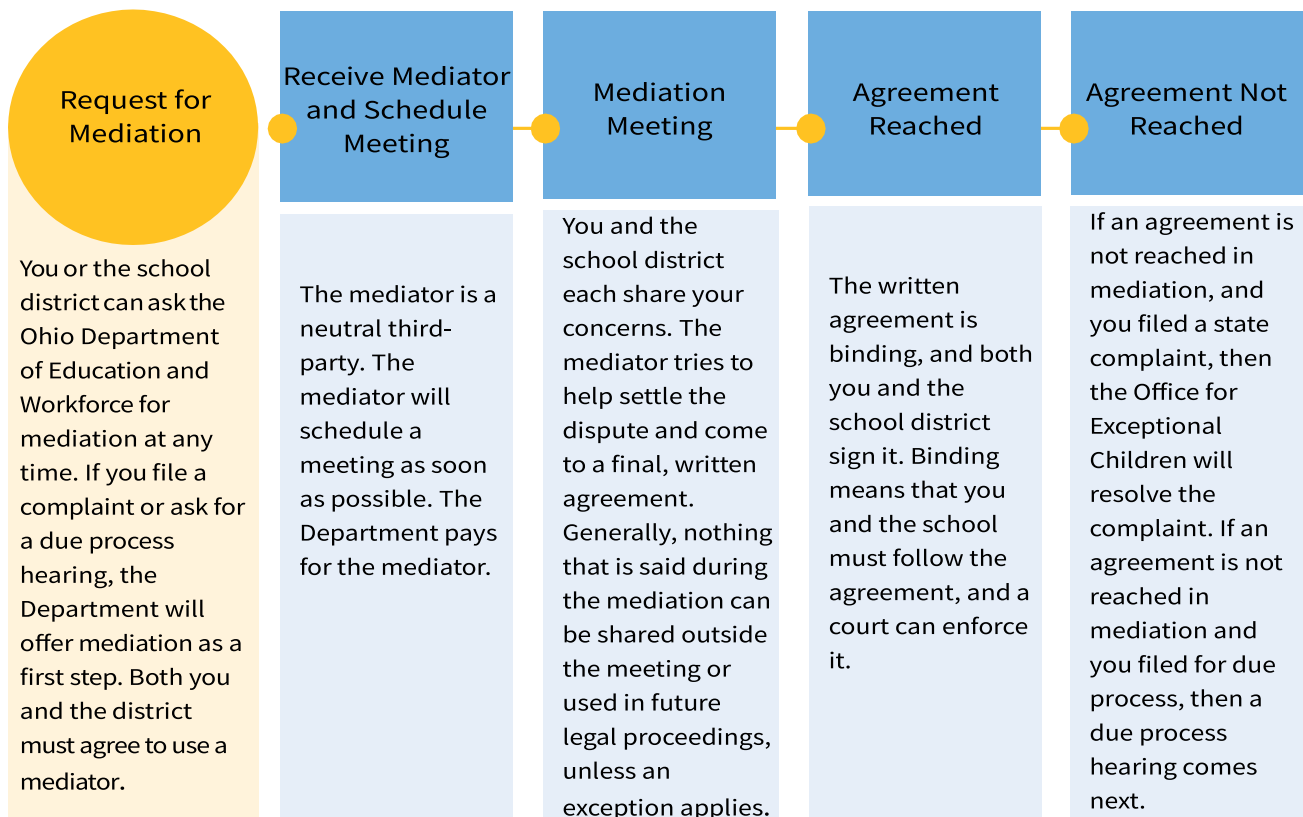 Request for
Mediation
You or the school
district can ask the
Ohio Department
of Education and
Workforce for
mediation at any
time. If you file a
complaint or ask for
a due process
hearing, the
Department will
offer mediation as a
first step. Both you
and the district
must agree to use a
mediator.
Receive Mediator
and Schedule
Meeting
The mediator is a
neutral third-
party. The
mediator will
schedule a
meeting as soon
as possible. The
Department pays
for the mediator.
Mediation
Meeting
You and the
school district
each share your
concerns. The
mediator tries to
help settle the
dispute and come
to a final, written
agreement.
Generally, nothing
that is said during
the mediation can
be shared outside
the meeting or
used in future
legal proceedings,
unless an
exception applies.
Agreement
Reached
The written
agreement is
binding, and both
you and the
school district
sign it. Binding
means that you
and the school
must follow the
agreement, and a
court can enforce
it.
Agreement Not
Reached
If an agreement is
not reached in
mediation, and
you filed a state
complaint, then
the Office for
Exceptional
Children will
resolve the
complaint. If an
agreement is not
reached in
mediation and
you filed for due
process, then a
due process
hearing comes
next.